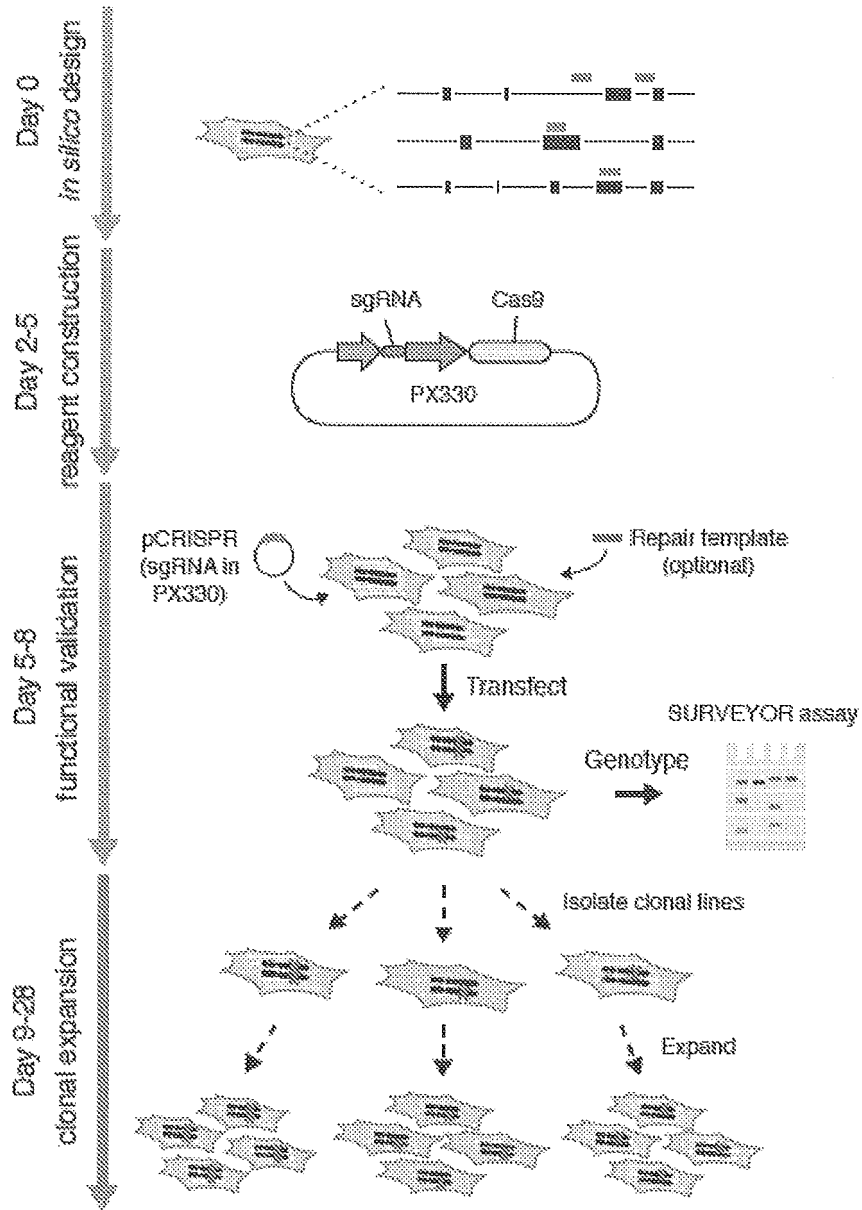 Day 0
in silico design
Day 2-5
reagent construction
sgRNA
Cas9
PX330
Day 5-8
functional validation
pCRISPR
(sgRNA in
PX330)
Repair template
(optional)
Transfect
SURVEYOR assay
Genotype
Day 9-28
clonal expansion
Isolate clonal lines
Expand